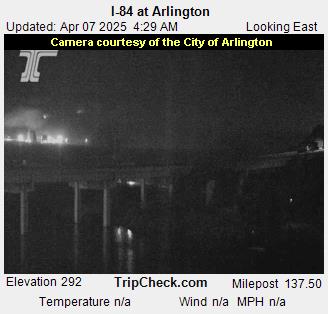 I-84 at Arlington
Updated: Apr 07 2025 4:29 AM Looking East
Camera courtesy of the City of Arlington
Elevation 292 TripCheck.com Milepost 137.50
Temperature n/a Wind n/a MPH n/a